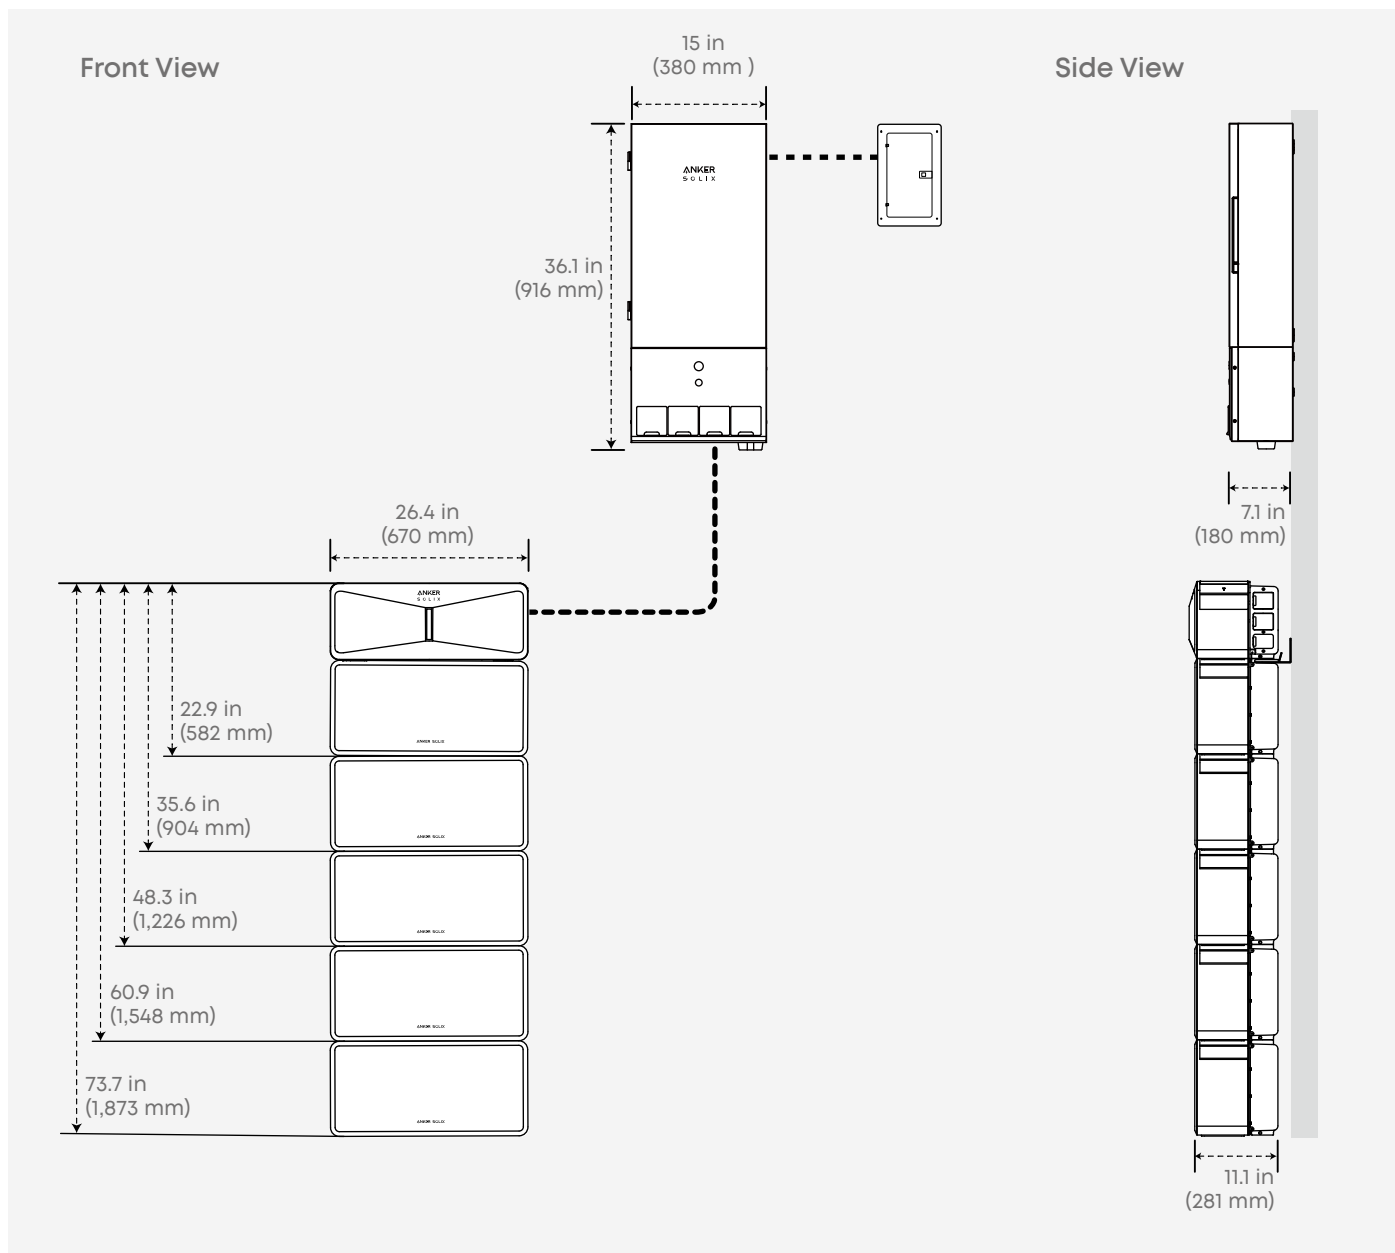 Front View
Side View
15 in
(380 mm )
ANKER
SOLIX
36.1 in
(916 mm)
7.1 in
(180 mm)
26.4 in
(670 mm)
ANKER
SOLIX
22.9 in
(582 mm)
ANKER SOLIX
35.6 in
(904 mm)
ANKER SOLIX
48.3 in
(1,226 mm)
ANKER SOLIX
60.9 in
(1,548 mm)
ANKER SOLIX
73.7 in
(1,873 mm)
ANKER SOLIX
11.1 in
(281 mm)